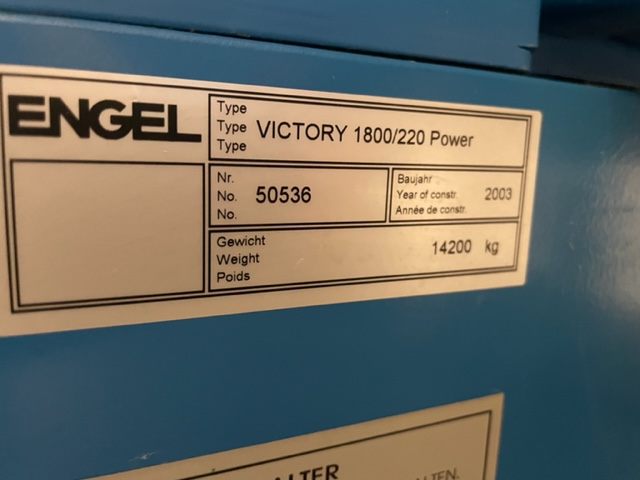 ENGEL
Type
Type VICTORY 1800/220 Power
Type
Nr.
No. 50536
No.
Baujahr
Year of constr. 2003
Année de constr.
Gewicht
Weight 14200 kg
Poids
ALTER
ALTEN.